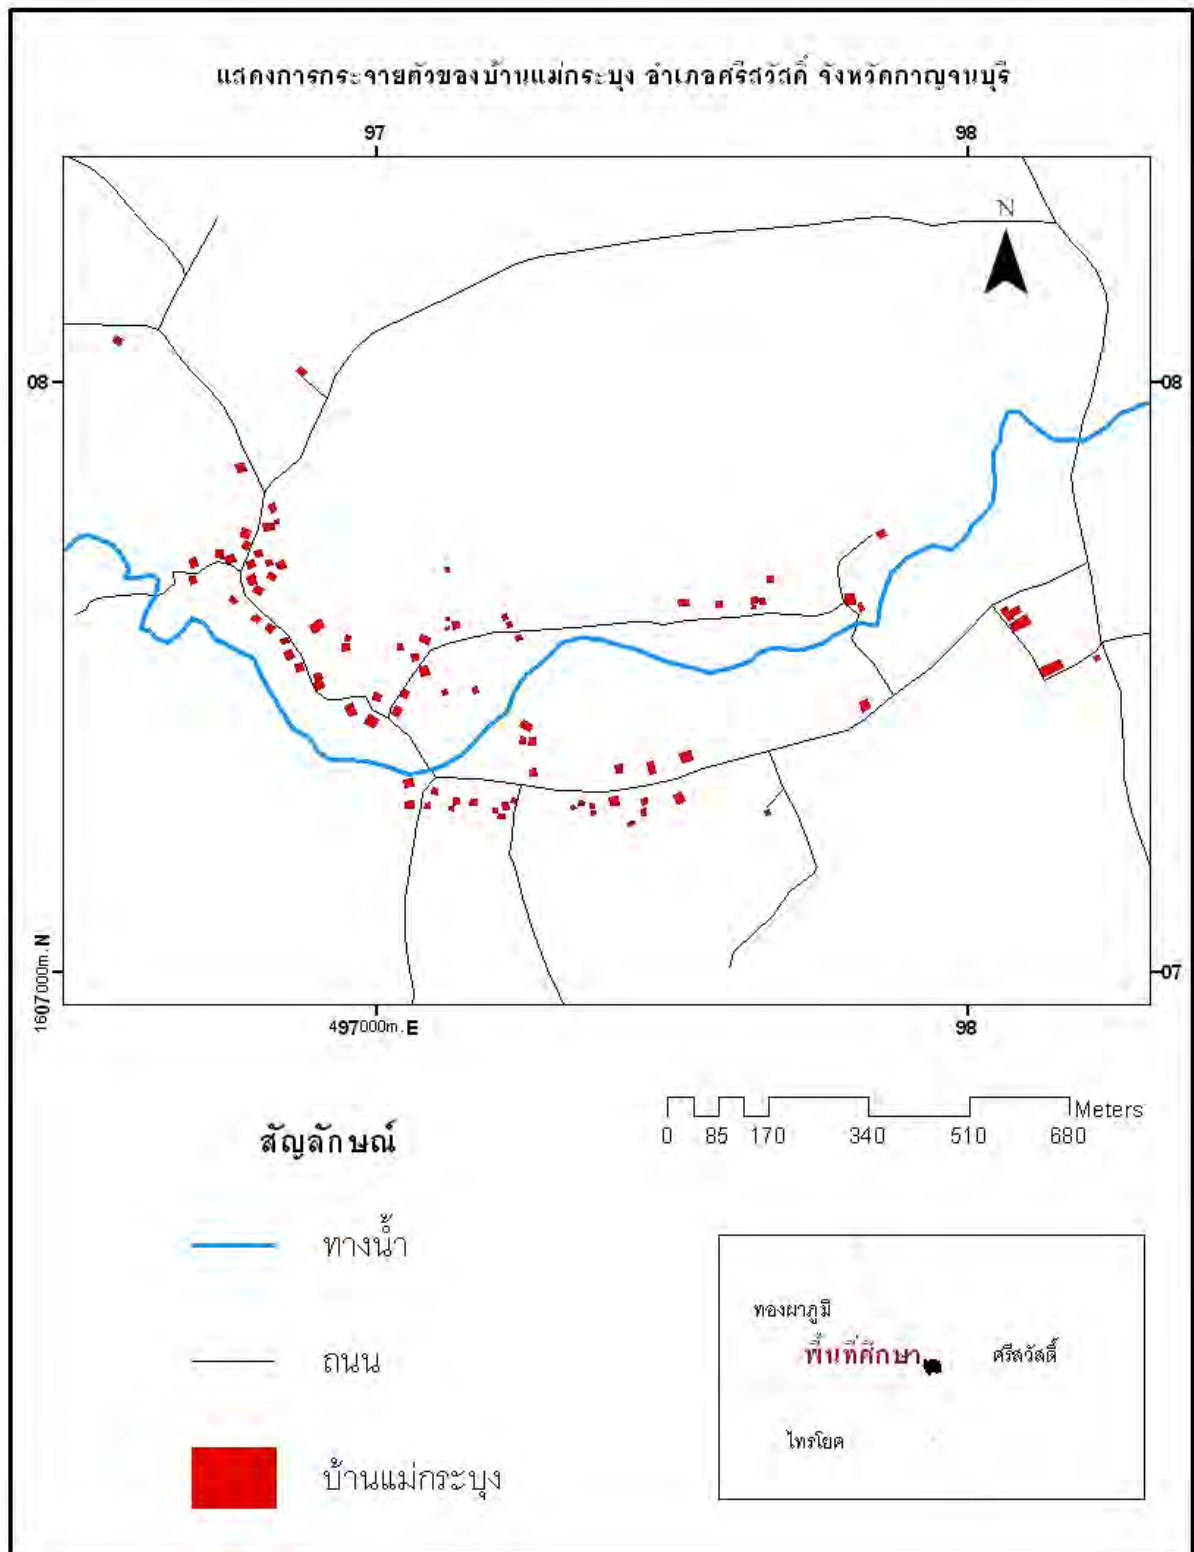 แสดงการกระจายตัวของบ้านแม่กระบุง อำเภอศรีสวัสดิ์ จังหวัดกาญจนบุรี
97 98
N
08 08
1607000m.N 07
497000m.E 98
Meters
0 85 170 340 510 680
สัญลักษณ์
ทางน้ำ
ถนน
บ้านแม่กระบุง
ทองผาภูมิ
พื้นที่ศึกษา ศรีสวัสดิ์
ไทรโยค